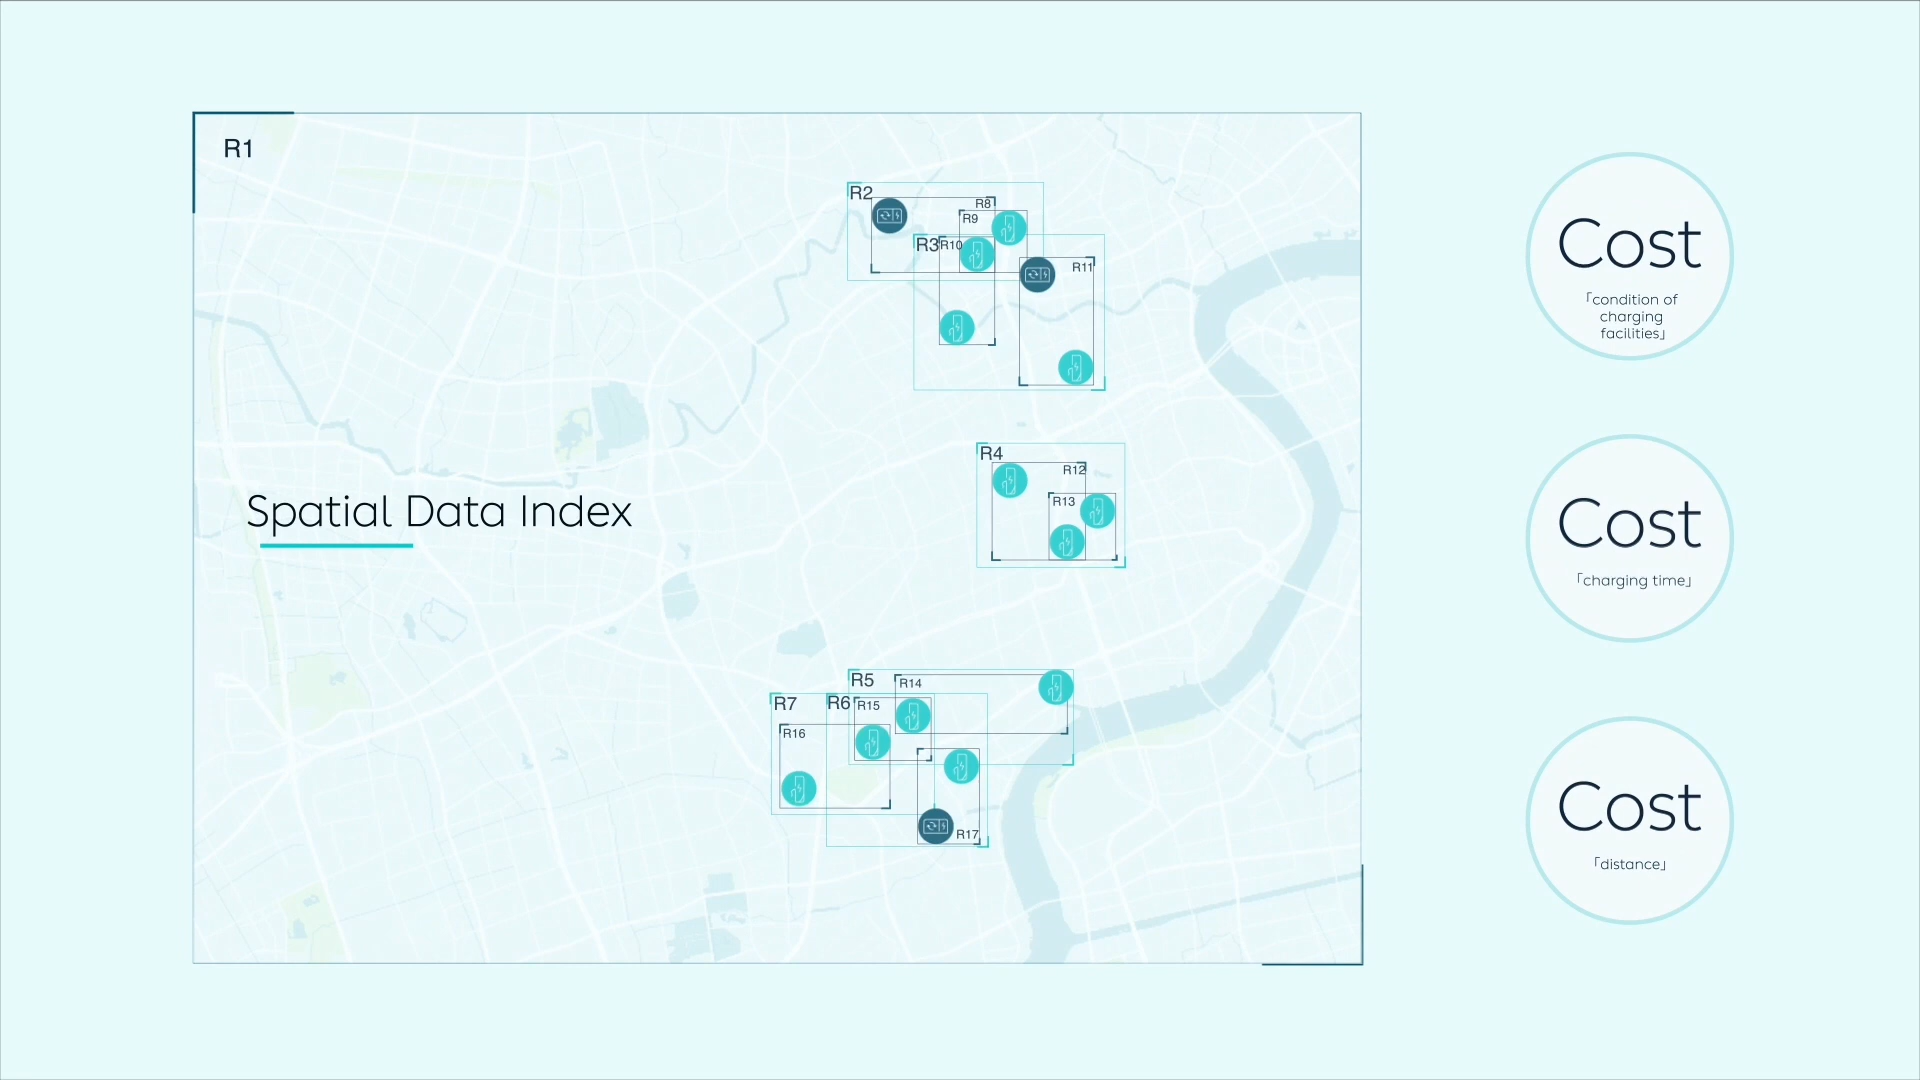 R1
R2
R8
R9
R3
R10
R11
R4
R12
R13
Spatial Data Index
R5
R14
R7
R6
R15
R16
R17
Cost
「condition of
charging
facilities」
Cost
「charging time」
Cost
「distance」